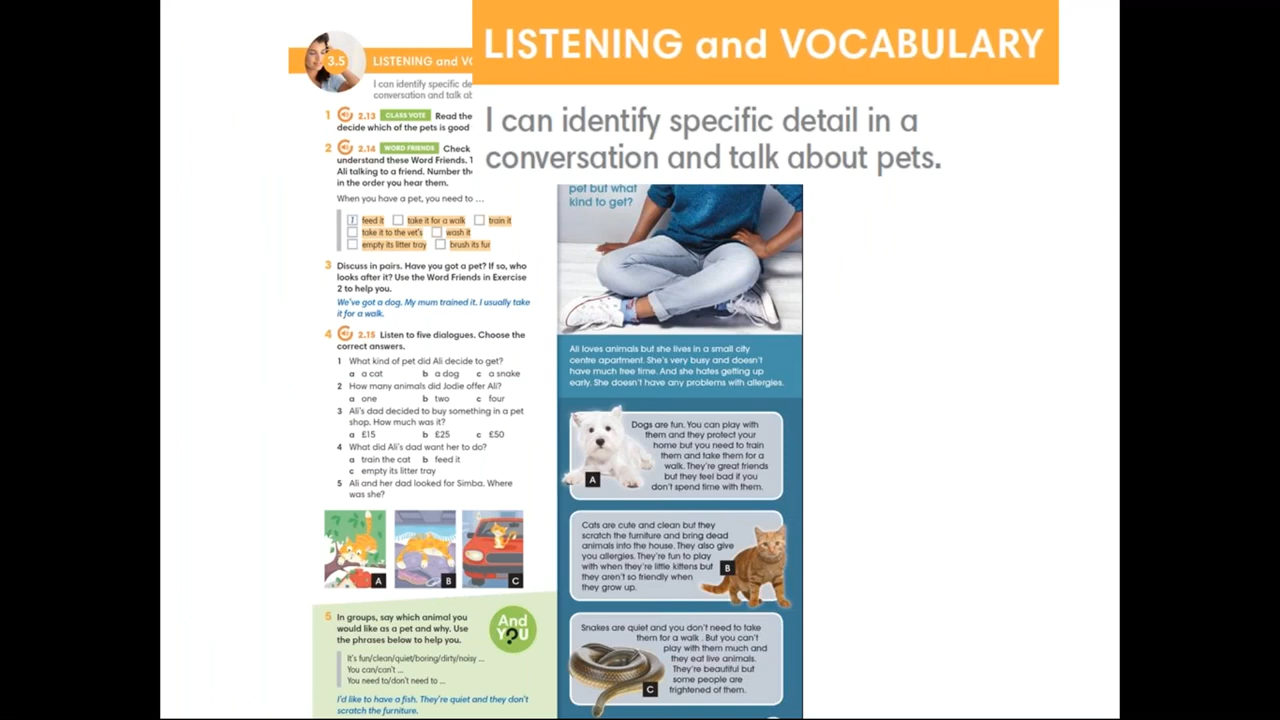 LISTENING and VOCABULARY
I can identify specific detail in a
conversation and talk about pets.
3.5 LISTENING and VO
I can identify specific de
conversation and talk at
1 2.13 CLASS VOTE Read the
decide which of the pets is good
2 2.14 WORD FRIENDS Check
understand these Word Friends.
Ali talking to a friend. Number the
in the order you hear them.
When you have a pet, you need to ...
1 feed it take it for a walk train it
take it to the vet's wash it
empty its litter tray brush its fur
3 Discuss in pairs. Have you got a pet? If so, who
looks after it? Use the Word Friends in Exercise
2 to help you.
We've got a dog. My mum trained it. I usually take
it for a walk.
4 2.15 Listen to five dialogues. Choose the
correct answers.
1 What kind of pet did Ali decide to get?
a a cat b a dog c a snake
2 How many animals did Jodie offer Ali?
a one b two c four
3 Ali's dad decided to buy something in a pet
shop. How much was it?
a £15 b £25 c £50
4 What did Ali's dad want her to do?
a train the cat b feed it
c empty its litter tray
5 Ali and her dad looked for Simba. Where
was she?
A B C
5 In groups, say which animal you
would like as a pet and why. Use
the phrases below to help you.
And
Y?U
It's fun/clean/quiet/boring/dirty/noisy ...
You can/can't ...
You need to/don't need to ...
I'd like to have a fish. They're quiet and they don't
scratch the furniture.
pet but what
kind to get?
Ali loves animals but she lives in a small city
centre apartment. She's very busy and doesn't
have much free time. And she hates getting up
early. She doesn't have any problems with allergies.
Dogs are fun. You can play with
them and they protect your
home but you need to train
them and take them for a
walk. They're great friends
but they feel bad if you
don't spend time with them.
A
Cats are cute and clean but they
scratch the furniture and bring dead
animals into the house. They also give
you allergies. They're fun to play
with when they're little kittens but
they aren't so friendly when
they grow up.
B
Snakes are quiet and you don't need to take
them for a walk . But you can't
play with them much and
they eat live animals.
They're beautiful but
some people are
frightened of them.
C